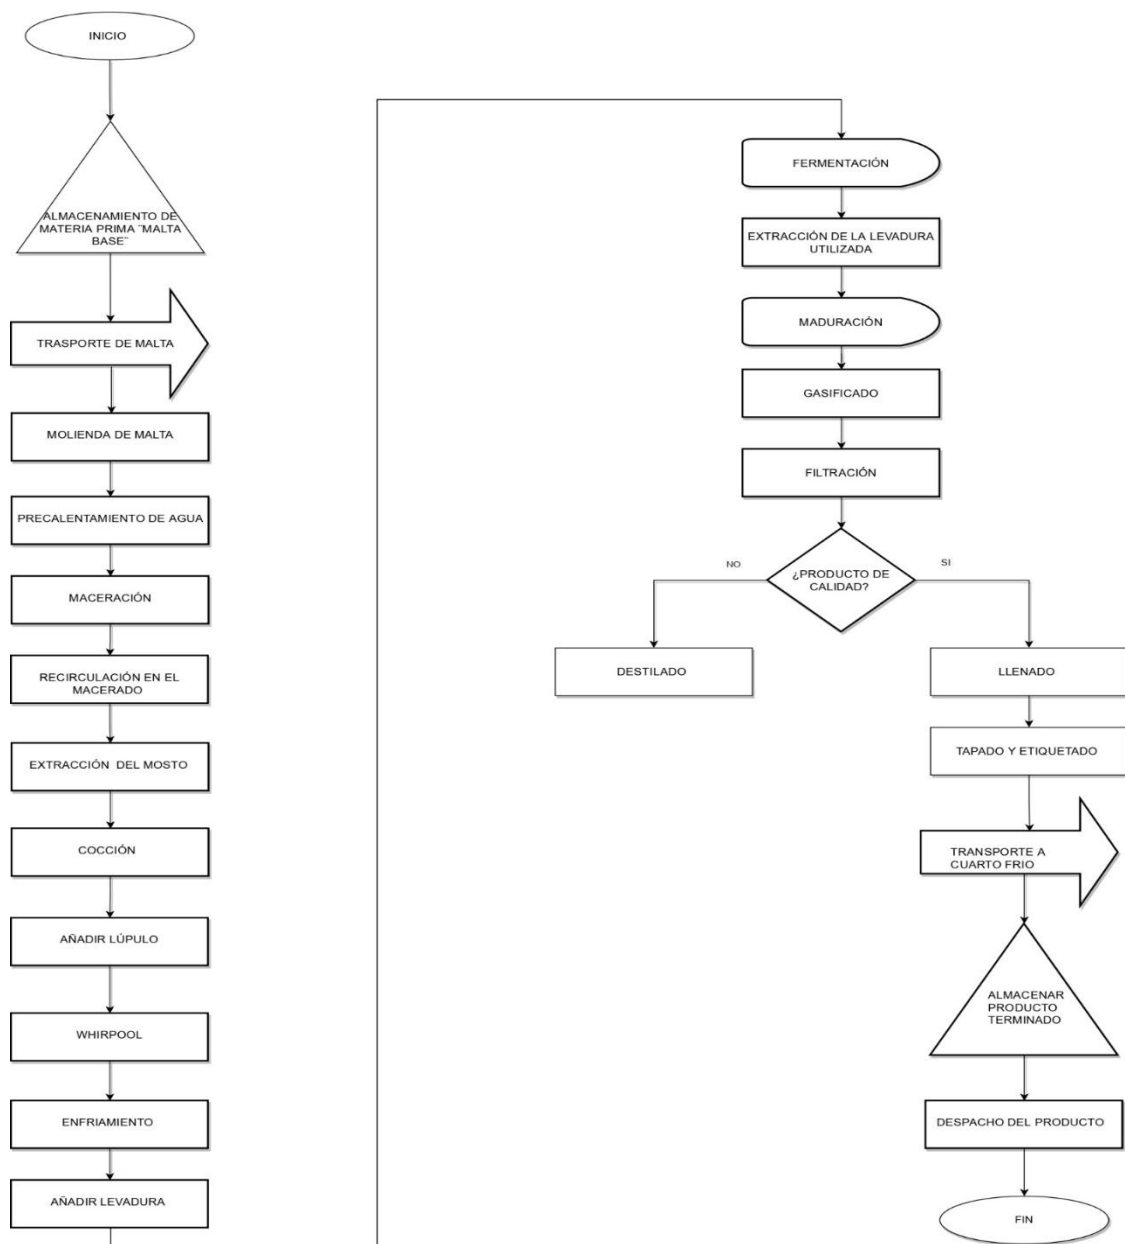 INICIO
ALMACENAMIENTO DE
MATERIA PRIMA ¨MALTA
BASE¨
TRASPORTE DE MALTA
MOLIENDA DE MALTA
PRECALENTAMIENTO DE AGUA
MACERACIÓN
RECIRCULACIÓN EN EL
MACERADO
EXTRACCIÓN DEL MOSTO
COCCIÓN
AÑADIR LÚPULO
WHIRPOOL
ENFRIAMIENTO
AÑADIR LEVADURA
FERMENTACIÓN
EXTRACCIÓN DE LA LEVADURA
UTILIZADA
MADURACIÓN
GASIFICADO
FILTRACIÓN
¿PRODUCTO DE
CALIDAD?
NO
SI
DESTILADO
LLENADO
TAPADO Y ETIQUETADO
TRANSPORTE A
CUARTO FRIO
ALMACENAR
PRODUCTO
TERMINADO
DESPACHO DEL PRODUCTO
FIN